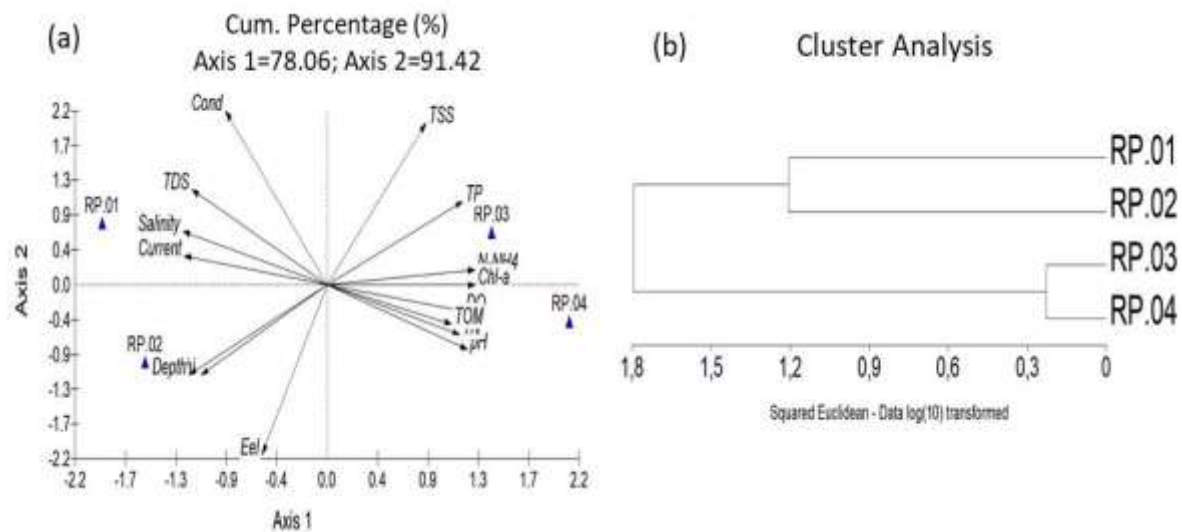 (a)
Cum. Percentage (%)
Axis 1=78.06; Axis 2=91.42
Axis 2
2.2
1.7
1.3
0.9
0.4
0.0
-0.4
-0.9
-1.3
-1.7
-2.2
Cond
TSS
TDS
TP
RP.01
RP.03
Salinity
Current
N-NH4
Chl-a
DO
TOM
RP.04
pH
RP.02
Depth
Eel
-2.2 -1.7 -1.3 -0.9 -0.4 0.0 0.4 0.9 1.3 1.7 2.2
Axis 1
(b)
Cluster Analysis
RP.01
RP.02
RP.03
RP.04
1,8 1,5 1,2 0,9 0,6 0,3 0
Squared Euclidean - Data log(10) transformed